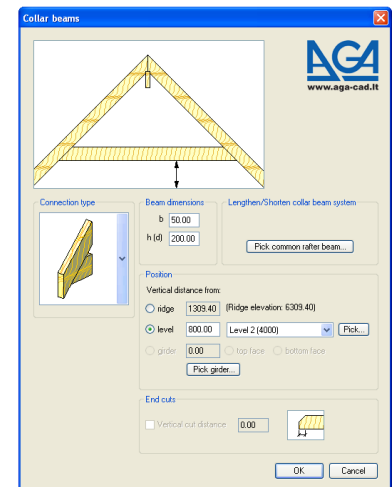 Collar beams
AGA
www.aga-cad.lt
Connection type
Beam dimensions
b 50.00
h (d) 200.00
Lengthen/Shorten collar beam system
Pick common rafter beam...
Position
Vertical distance from:
ridge 1309.40 (Ridge elevation: 6309.40)
level 800.00 Level 2 (4000) Pick...
girder 0.00 top face bottom face
Pick girder...
End cuts
Vertical cut distance 0.00
OK Cancel